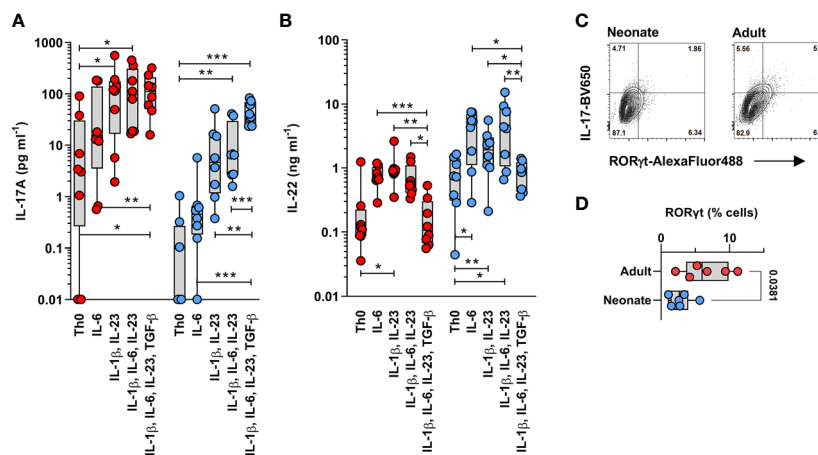 A
B
C
D
IL-17A (pg ml⁻¹)
1000
100
10
1
0.1
0.01
*
*
**
*
***
**
***
**
***
Th0
IL-6
IL-1β, IL-23
IL-1β, IL-6, IL-23
IL-1β, IL-6, IL-23, TGF-β
Th0
IL-6
IL-1β, IL-23
IL-1β, IL-6, IL-23
IL-1β, IL-6, IL-23, TGF-β
IL-22 (ng ml⁻¹)
100
10
1
0.1
0.01
***
**
*
*
*
*
**
*
**
*
Th0
IL-6
IL-1β, IL-23
IL-1β, IL-6, IL-23
IL-1β, IL-6, IL-23, TGF-β
Th0
IL-6
IL-1β, IL-23
IL-1β, IL-6, IL-23
IL-1β, IL-6, IL-23, TGF-β
Neonate
Adult
4.71
1.86
5.56
5.
87.1
6.34
82.9
6.
IL-17-BV650
RORγt-AlexaFluor488
RORγt (% cells)
0
10
Adult
Neonate
0.0381